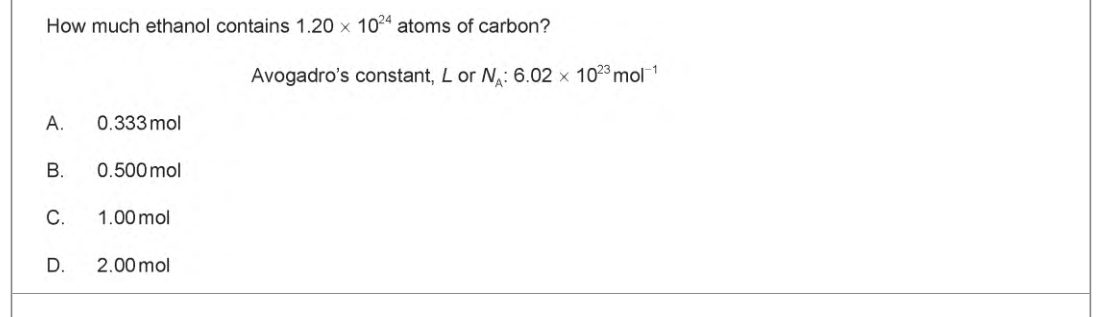 How much ethanol contains 1.20 × 10²⁴ atoms of carbon?
Avogadro's constant, L or Nₐ: 6.02 × 10²³ mol⁻¹
A. 0.333 mol
B. 0.500 mol
C. 1.00 mol
D. 2.00 mol